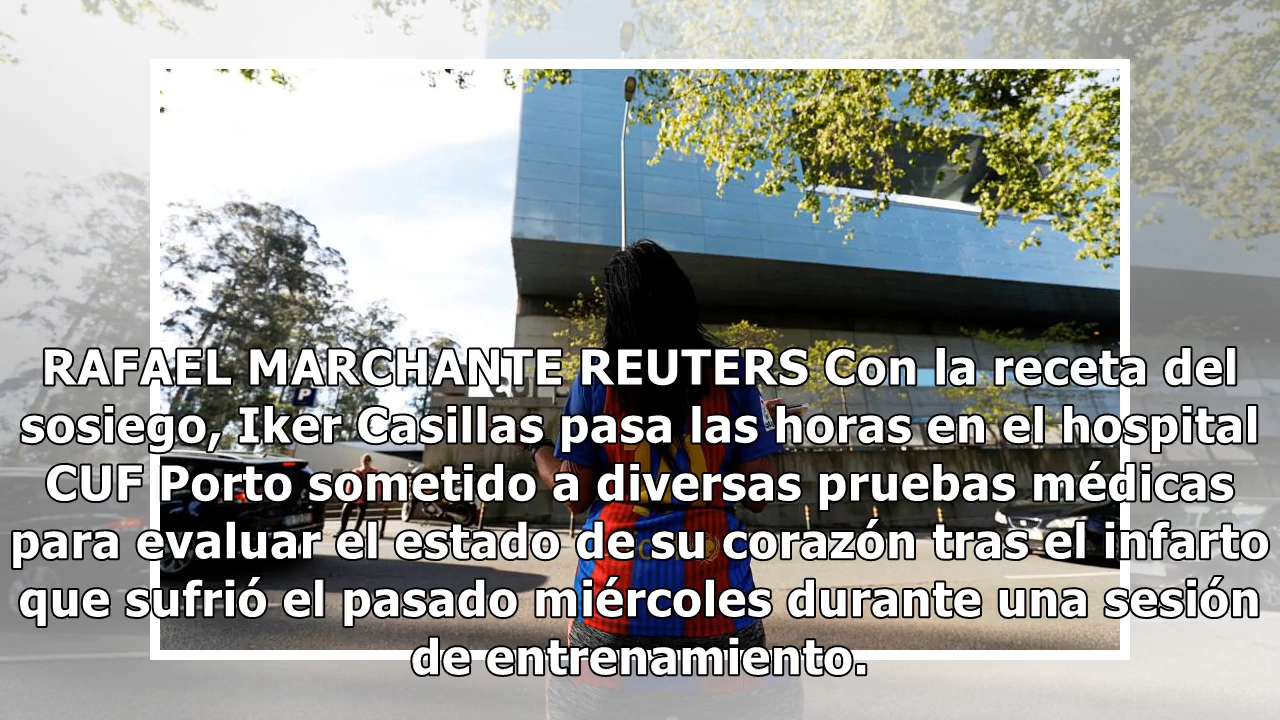 P
RAFAEL MARCHANTE REUTERS Con la receta del
sosiego, Iker Casillas pasa las horas en el hospital
CUF Porto sometido a diversas pruebas médicas
para evaluar el estado de su corazón tras el infarto
que sufrió el pasado miércoles durante una sesión
de entrenamiento.